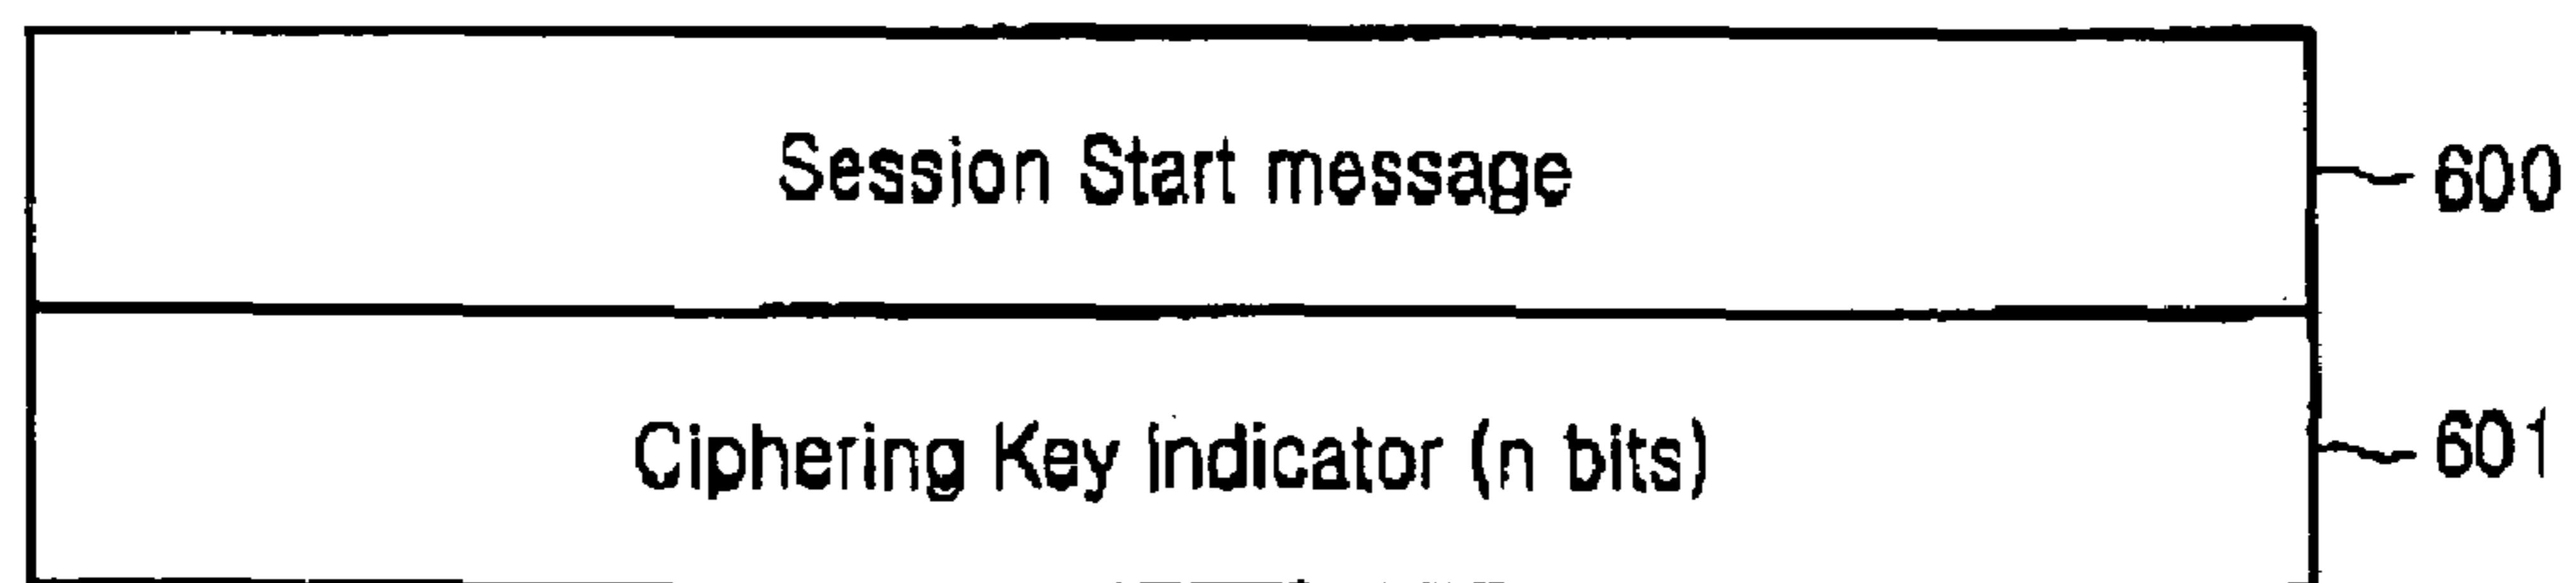 Session Start message
600
Ciphering Key Indicator (n bits)
601